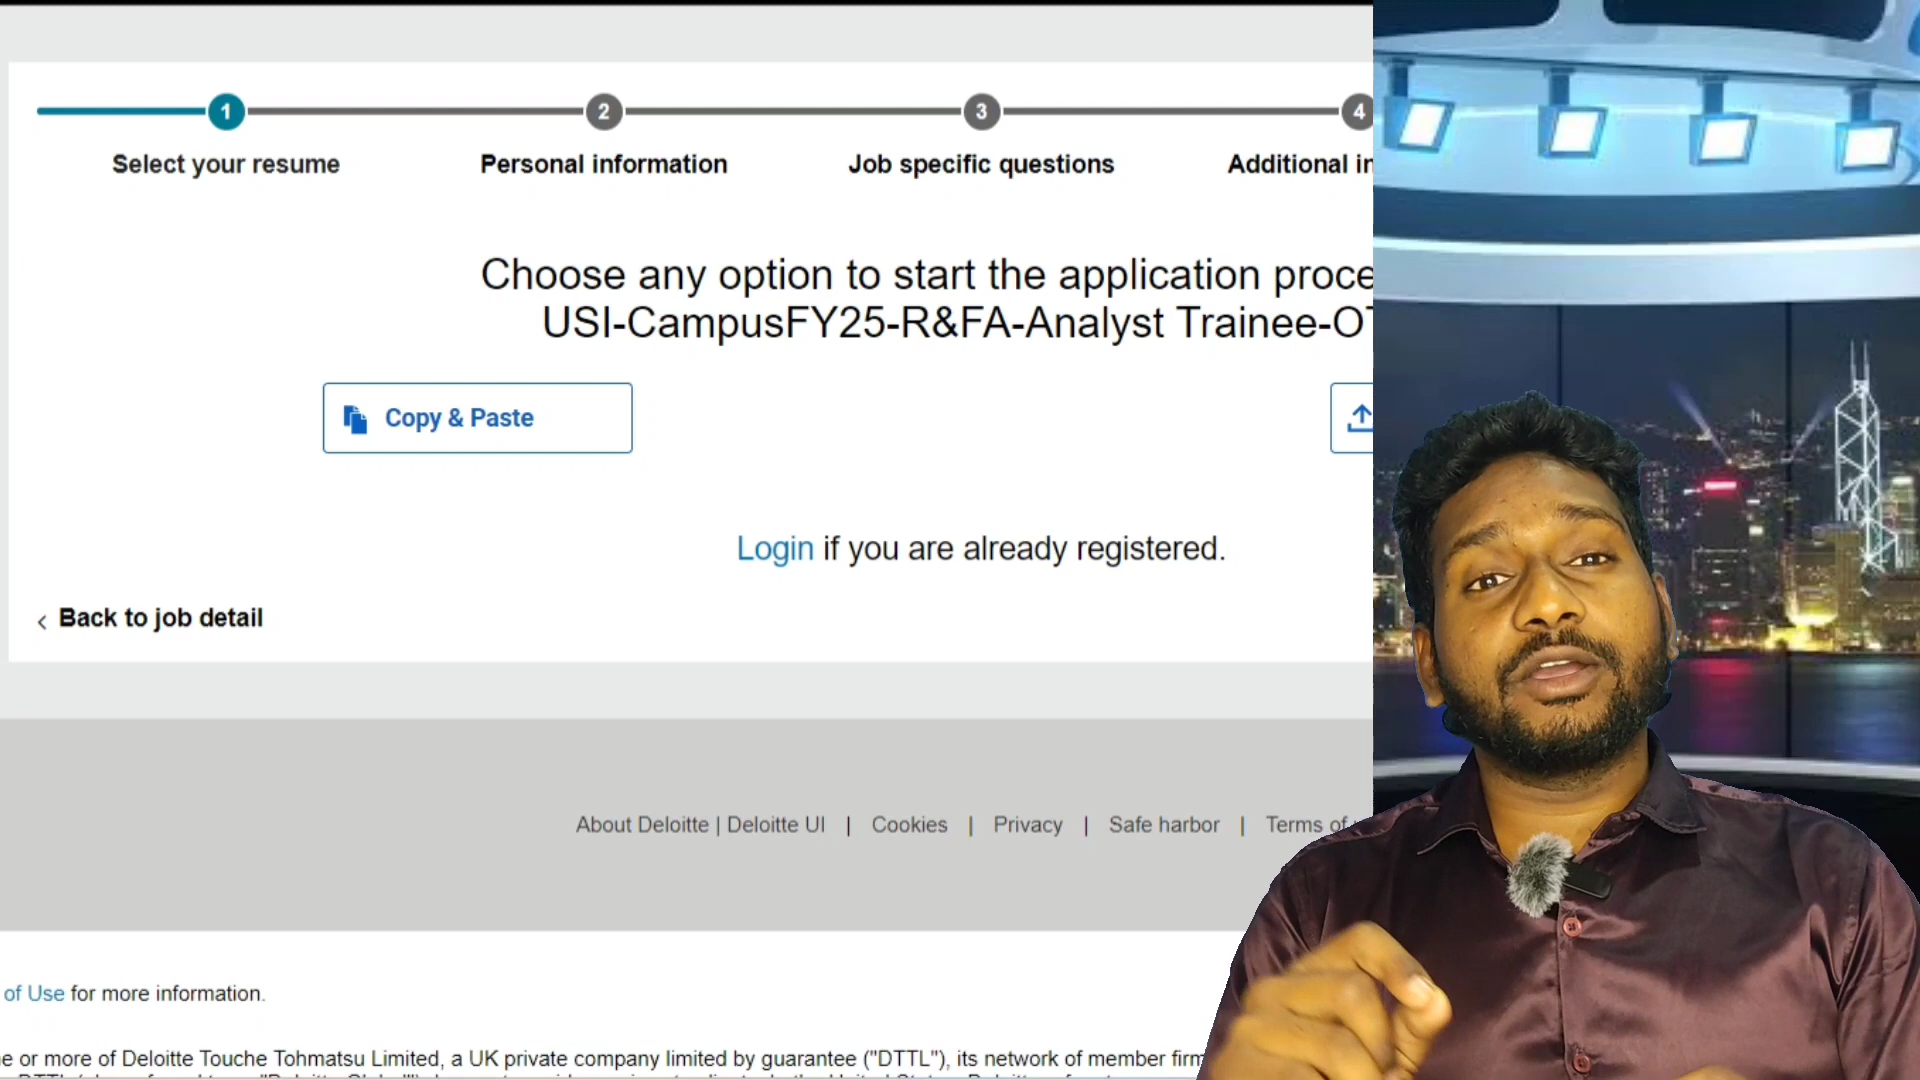 1
2
3
4
Select your resume
Personal information
Job specific questions
Additional
Choose any option to start the application
USI-CampusFY25-R&FA-Analyst Trainee-
Copy & Paste
Login if you are already registered.
‹ Back to job detail
About Deloitte | Deloitte UI | Cookies | Privacy | Safe harbor | Terms of
of Use for more information.
or more of Deloitte Touche Tohmatsu Limited, a UK private company limited by guarantee ("DTTL"), its network of member